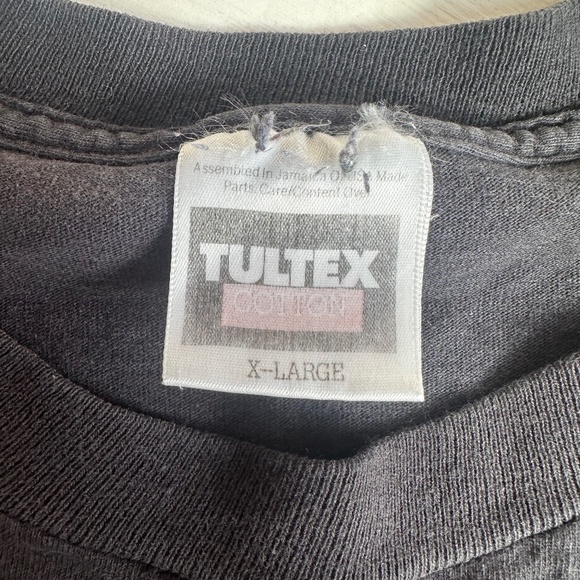 Assembled In Jamaica Of USA Made
Parts. Care/Content Over
TULTEX
COTTON
X-LARGE